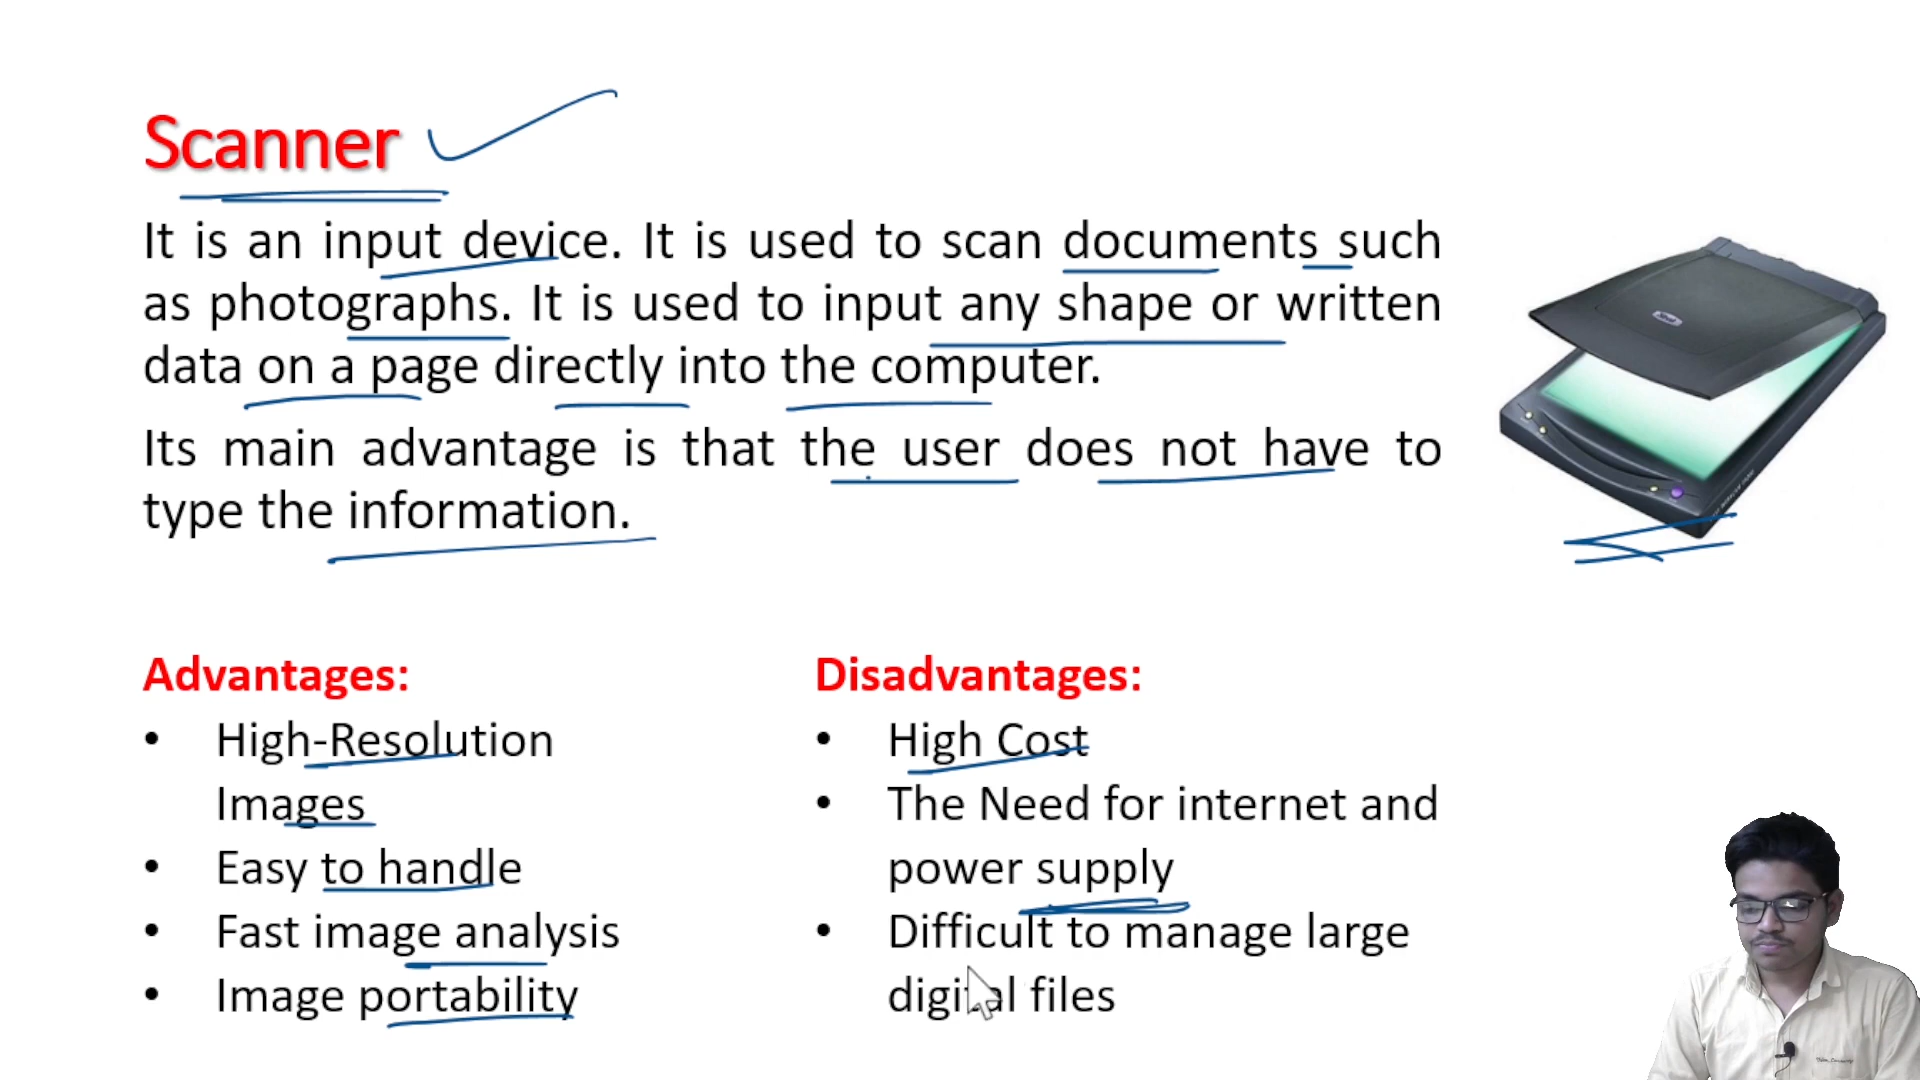 Scanner
It is an input device. It is used to scan documents such
as photographs. It is used to input any shape or written
data on a page directly into the computer.
Its main advantage is that the user does not have to
type the information.
Advantages:
• High-Resolution
Images
• Easy to handle
• Fast image analysis
• Image portability
Disadvantages:
• High Cost
• The Need for internet and
power supply
• Difficult to manage large
digital files